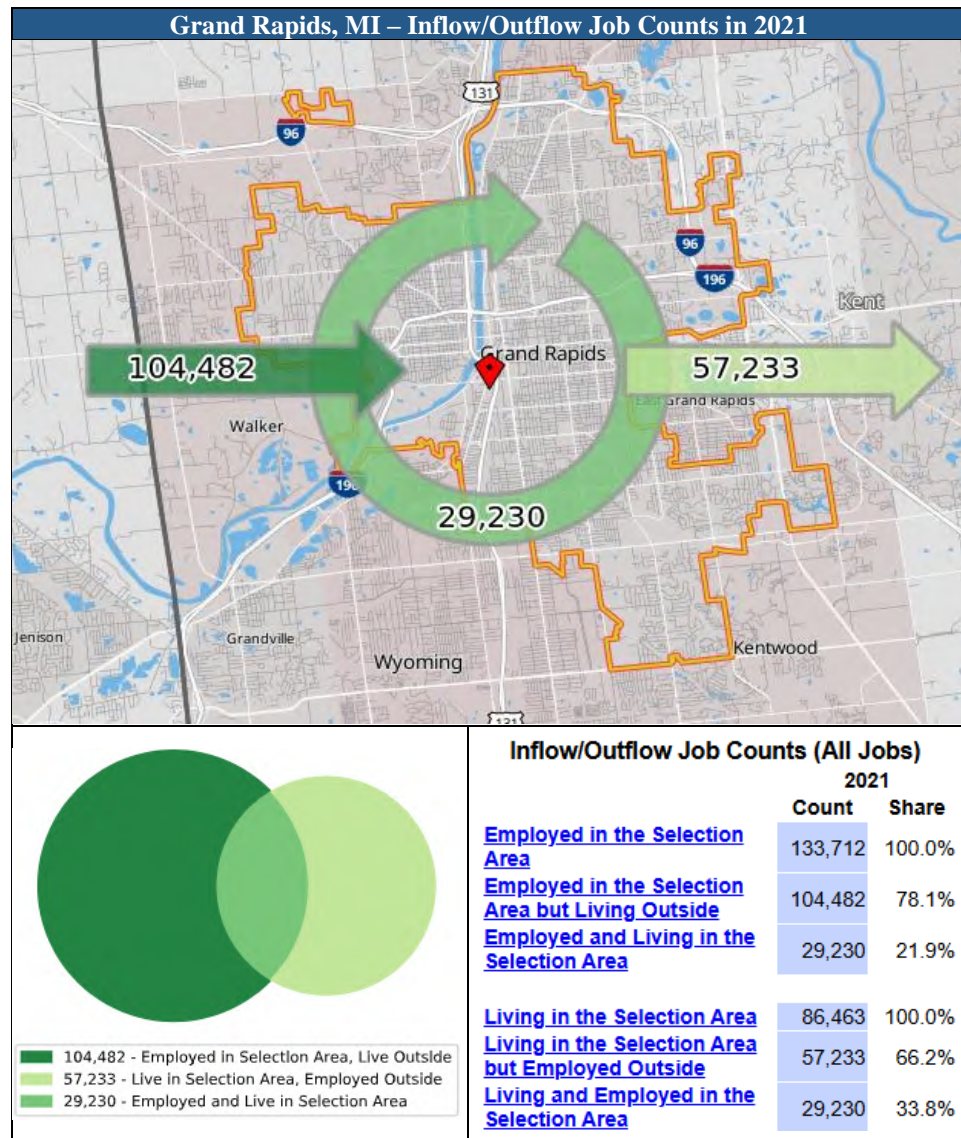 Grand Rapids, MI – Inflow/Outflow Job Counts in 2021
131
96
96
196
Kent
Grand Rapids
104,482
57,233
East Grand Rapids
Walker
196
29,230
Jenison
Grandville
Wyoming
Kentwood
131
104,482 - Employed in Selection Area, Live Outside
57,233 - Live in Selection Area, Employed Outside
29,230 - Employed and Live in Selection Area
Inflow/Outflow Job Counts (All Jobs)
2021
Count Share
Employed in the Selection
Area 133,712 100.0%
Employed in the Selection
Area but Living Outside 104,482 78.1%
Employed and Living in the
Selection Area 29,230 21.9%
Living in the Selection Area 86,463 100.0%
Living in the Selection Area
but Employed Outside 57,233 66.2%
Living and Employed in the
Selection Area 29,230 33.8%